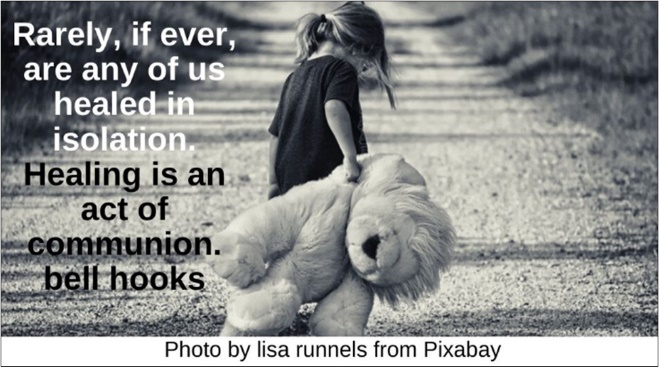 Rarely, if ever,
are any of us
healed in
isolation.
Healing is an
act of
communion.
bell hooks
Photo by lisa runnels from Pixabay